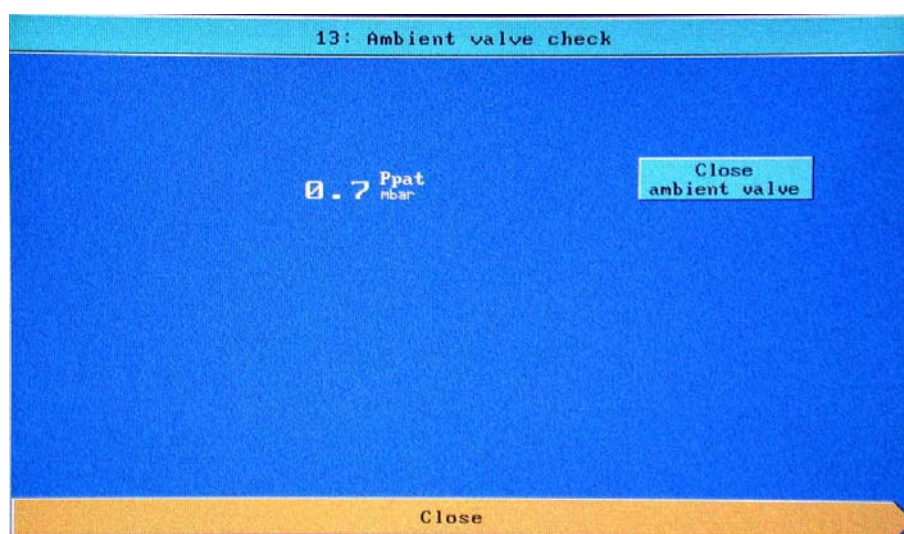 13: Ambient valve check
0.7 Ppat
mbar
Close
ambient valve
Close